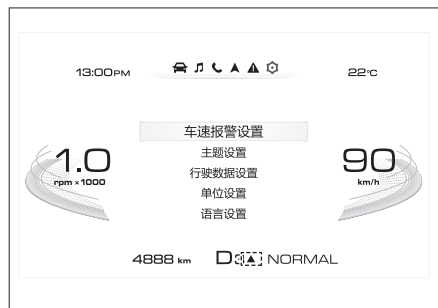 13:00PM
22℃
车速报警设置
主题设置
行驶数据设置
单位设置
语言设置
1.0
rpm×1000
90
km/h
4888 km
D NORMAL